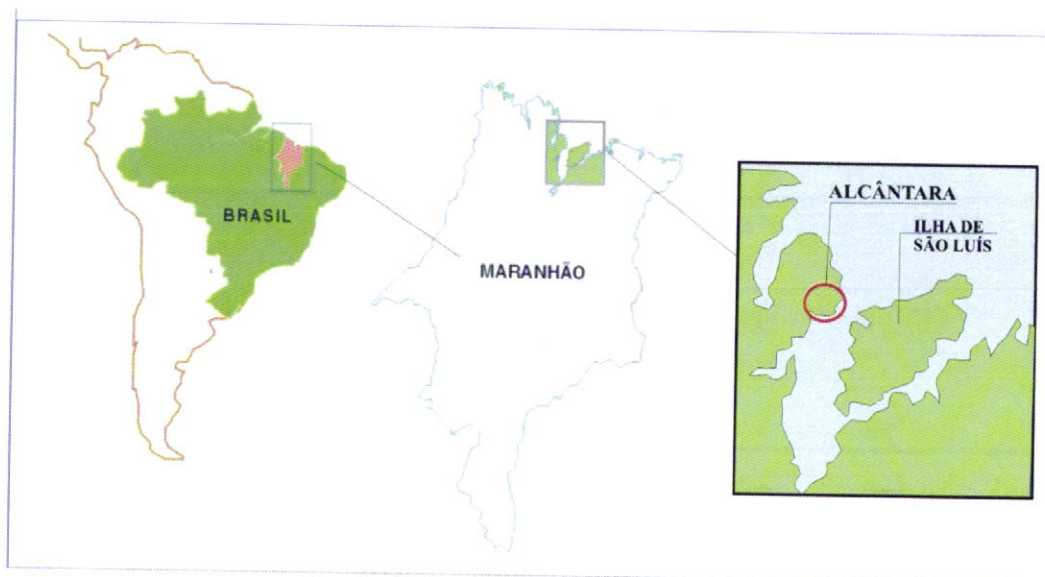 BRASIL
MARANHÃO
ALCÂNTARA
ILHA DE
SÃO LUÍS